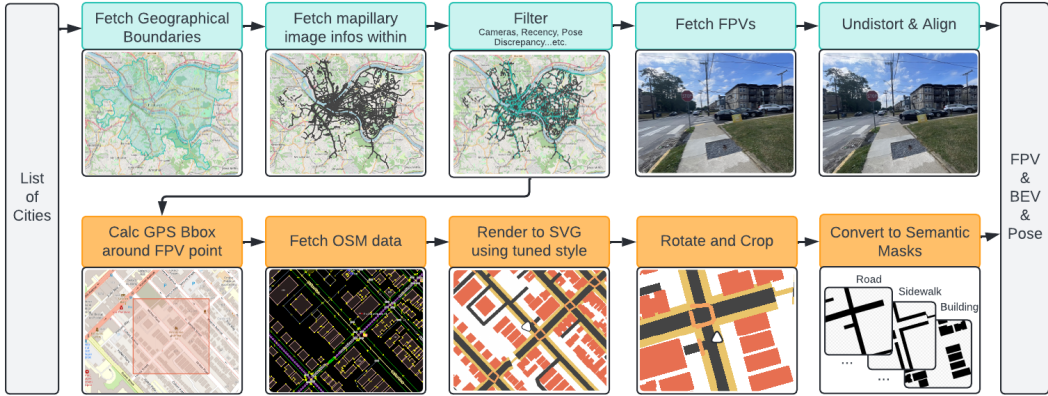 List
of
Cities
Fetch Geographical
Boundaries
Fetch mapillary
image infos within
Filter
Cameras, Recency, Pose
Discrepancy...etc.
Fetch FPVs
Undistort & Align
Calc GPS Bbox
around FPV point
Fetch OSM data
Render to SVG
using tuned style
Rotate and Crop
Convert to Semantic
Masks
Road
Sidewalk
Building
...
...
FPV
&
BEV
&
Pose